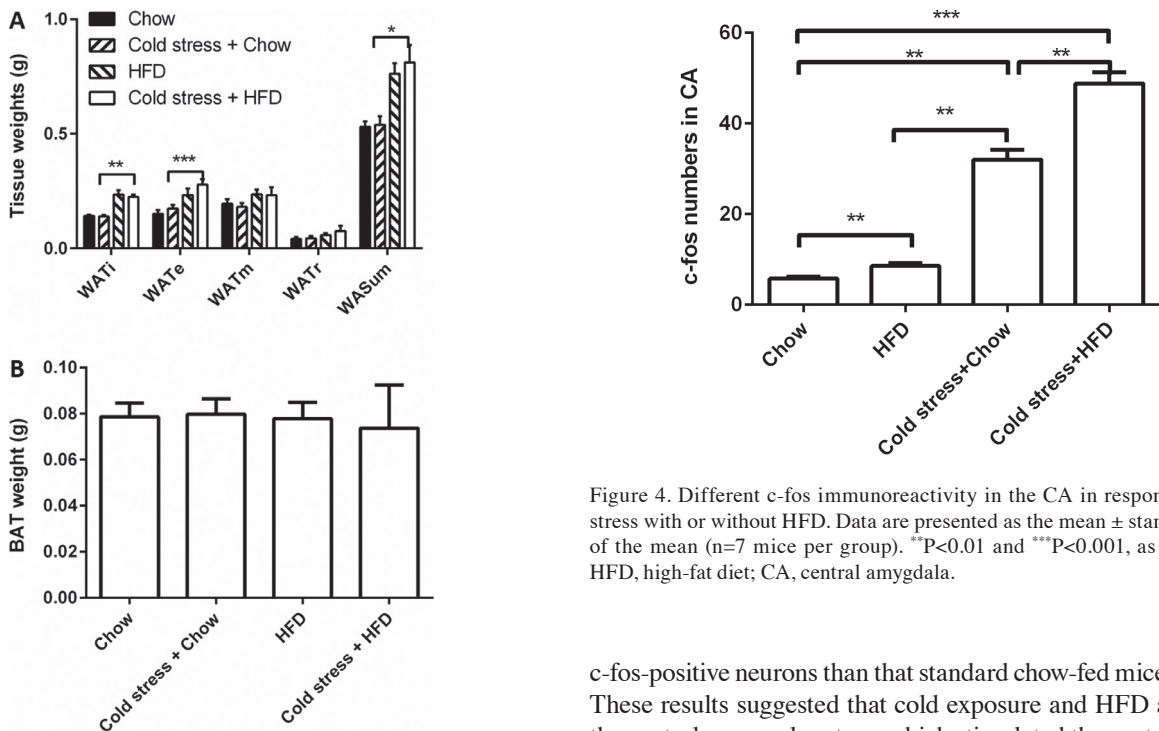 A
1.0
Chow
Cold stress + Chow
HFD
Cold stress + HFD
*
Tissue weights (g)
0.5
** ***
0.0
WATi WATe WATm WATr WASum
B
0.10
0.08
0.06
0.04
0.02
0.00
BAT weight (g)
Chow Cold stress + Chow HFD Cold stress + HFD
***
60
** **
c-fos numbers in CA
40
**
20
**
0
Chow HFD Cold stress+Chow Cold stress+HFD
Figure 4. Different c-fos immunoreactivity in the CA in respon
stress with or without HFD. Data are presented as the mean ± stan
of the mean (n=7 mice per group). **P<0.01 and ***P<0.001, as
HFD, high-fat diet; CA, central amygdala.
c-fos-positive neurons than that standard chow-fed mice
These results suggested that cold exposure and HFD a